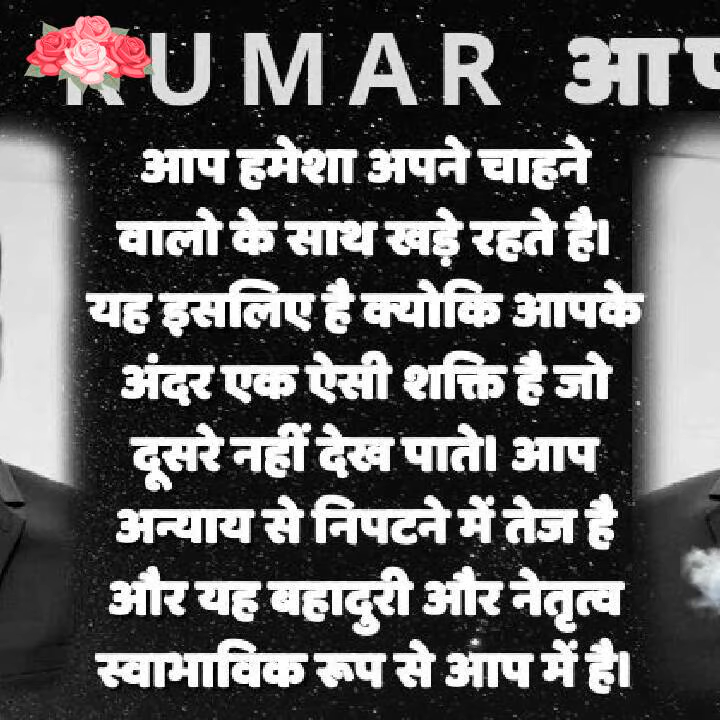 KUMAR
आप हमेशा अपने चाहने
वालो के साथ खड़े रहते है।
यह इसलिए है क्योकि आपके
अंदर एक ऐसी शक्ति है जो
दूसरे नहीं देख पाते। आप
अन्याय से निपटने में तेज है
और यह बहादुरी और नेतृत्व
स्वाभाविक रूप से आप में है।